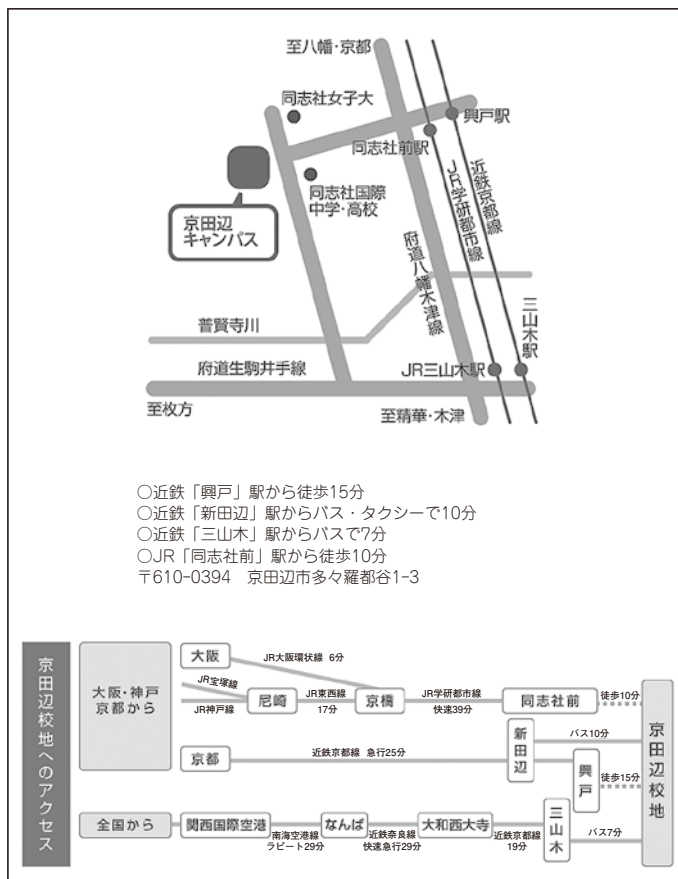 至八幡・京都
同志社女子大
興戸駅
同志社前駅
同志社国際
中学・高校
京田辺
キャンパス
近鉄京都線
JR学研都市線
府道八幡木津線
三山木駅
普賢寺川
府道生駒井手線
JR三山木駅
至枚方
至精華・木津
○近鉄「興戸」駅から徒歩15分
○近鉄「新田辺」駅からバス・タクシーで10分
○近鉄「三山木」駅からバスで7分
○JR「同志社前」駅から徒歩10分
〒610-0394　京田辺市多々羅都谷1-3
京田辺校地へのアクセス
大阪・神戸
京都から
大阪
JR大阪環状線 6分
JR宝塚線
JR神戸線
尼崎
JR東西線
17分
京橋
JR学研都市線
快速39分
同志社前
徒歩10分
京都
近鉄京都線 急行25分
新田辺
バス10分
興戸
徒歩15分
京田辺校地
全国から
関西国際空港
南海空港線
ラピート29分
なんば
近鉄奈良線
快速急行29分
大和西大寺
近鉄京都線
19分
三山木
バス7分